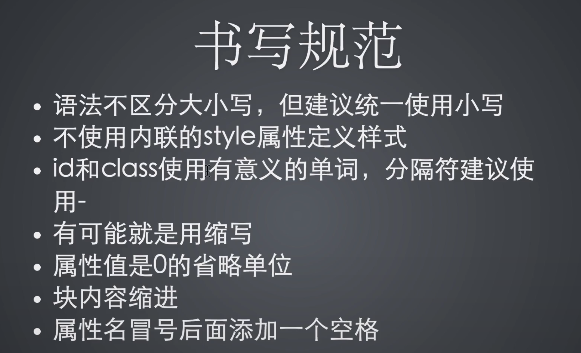 书写规范
• 语法不区分大小写，但建议统一使用小写
• 不使用内联的style属性定义样式
• id和class使用有意义的单词，分隔符建议使
用-
• 有可能就是用缩写
• 属性值是0的省略单位
• 块内容缩进
• 属性名冒号后面添加一个空格